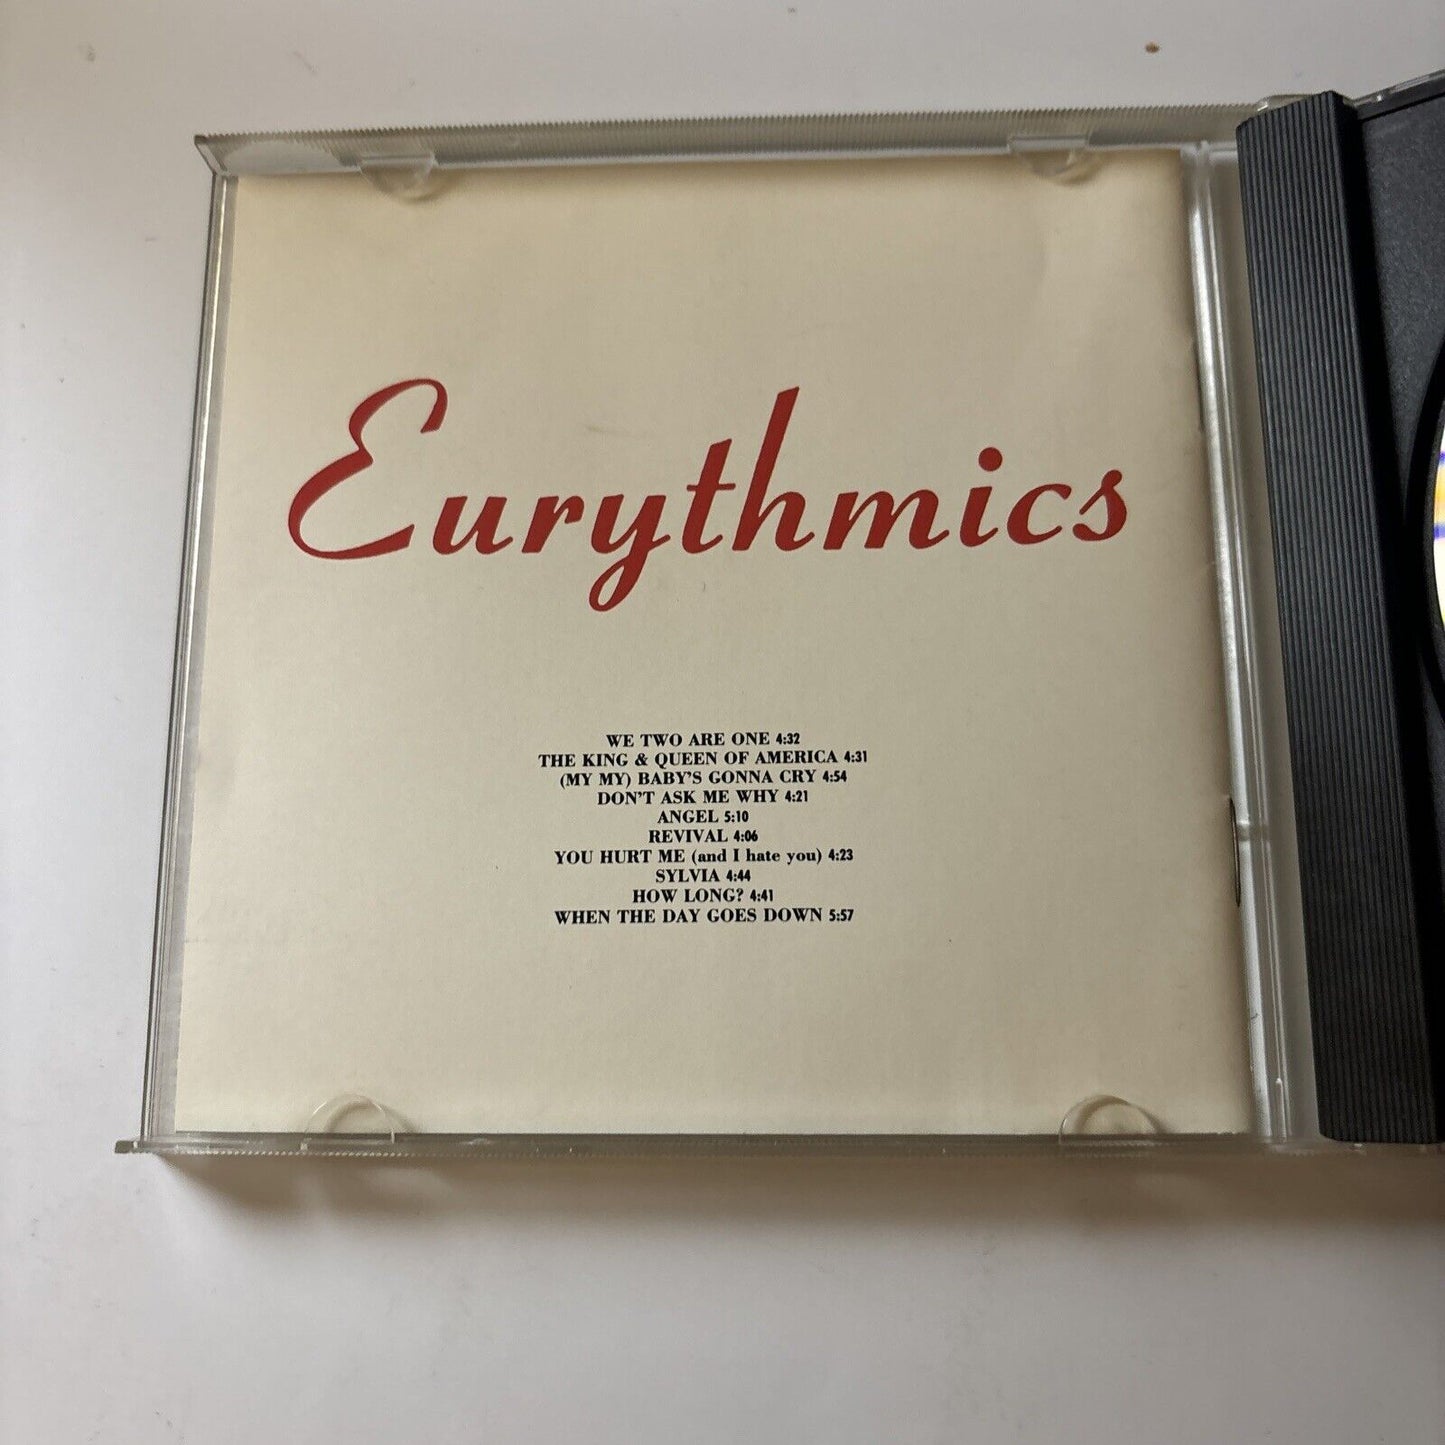 Eurythmics
WE TWO ARE ONE 4:32
THE KING & QUEEN OF AMERICA 4:31
(MY MY) BABY'S GONNA CRY 4:54
DON'T ASK ME WHY 4:21
ANGEL 5:10
REVIVAL 4:06
YOU HURT ME (and I hate you) 4:23
SYLVIA 4:44
HOW LONG? 4:41
WHEN THE DAY GOES DOWN 5:57